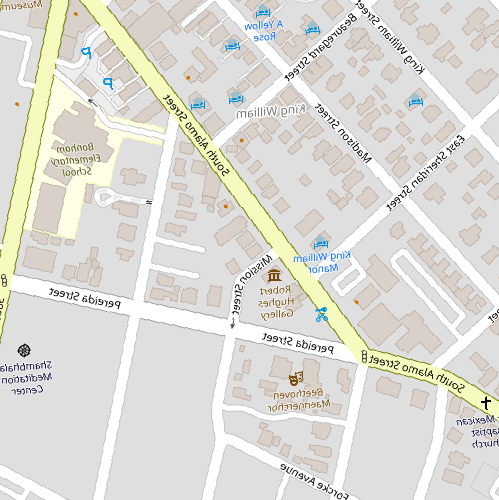 Museum
A Yellow
Rose
Beauregard Street
King William Street
King William
Madison Street
East Sheridan Street
South Alamo Street
Bonham
Elementary
School
King William
Manor
Mission Street
Robert
Hughes
Gallery
Pereida Street
Pereida Street
Shambhala
Meditation
Center
Beethoven
Maennerchor
South Alamo Street
Mexican
Baptist
Church
Forcke Avenue